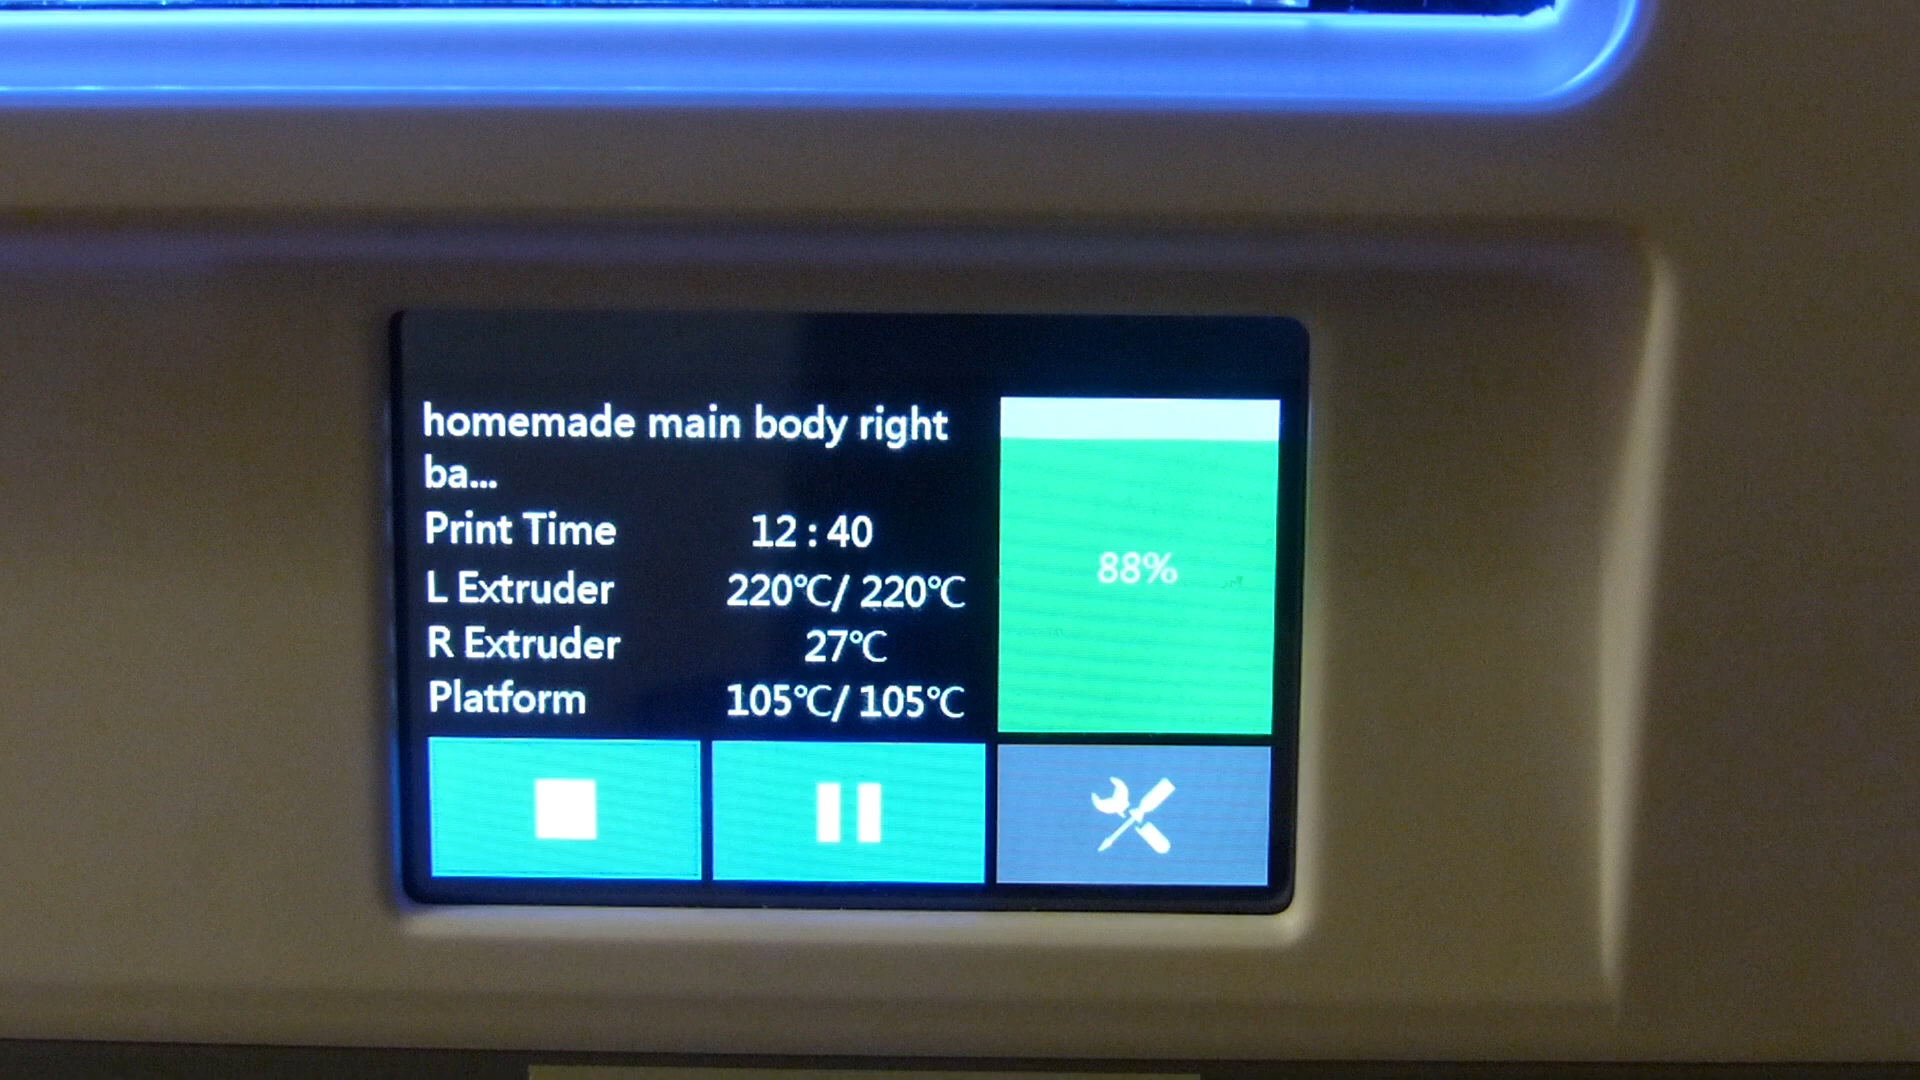 homemade main body right
ba...
Print Time 12 : 40
L Extruder 220℃/ 220℃
R Extruder 27℃
Platform 105℃/ 105℃
88%